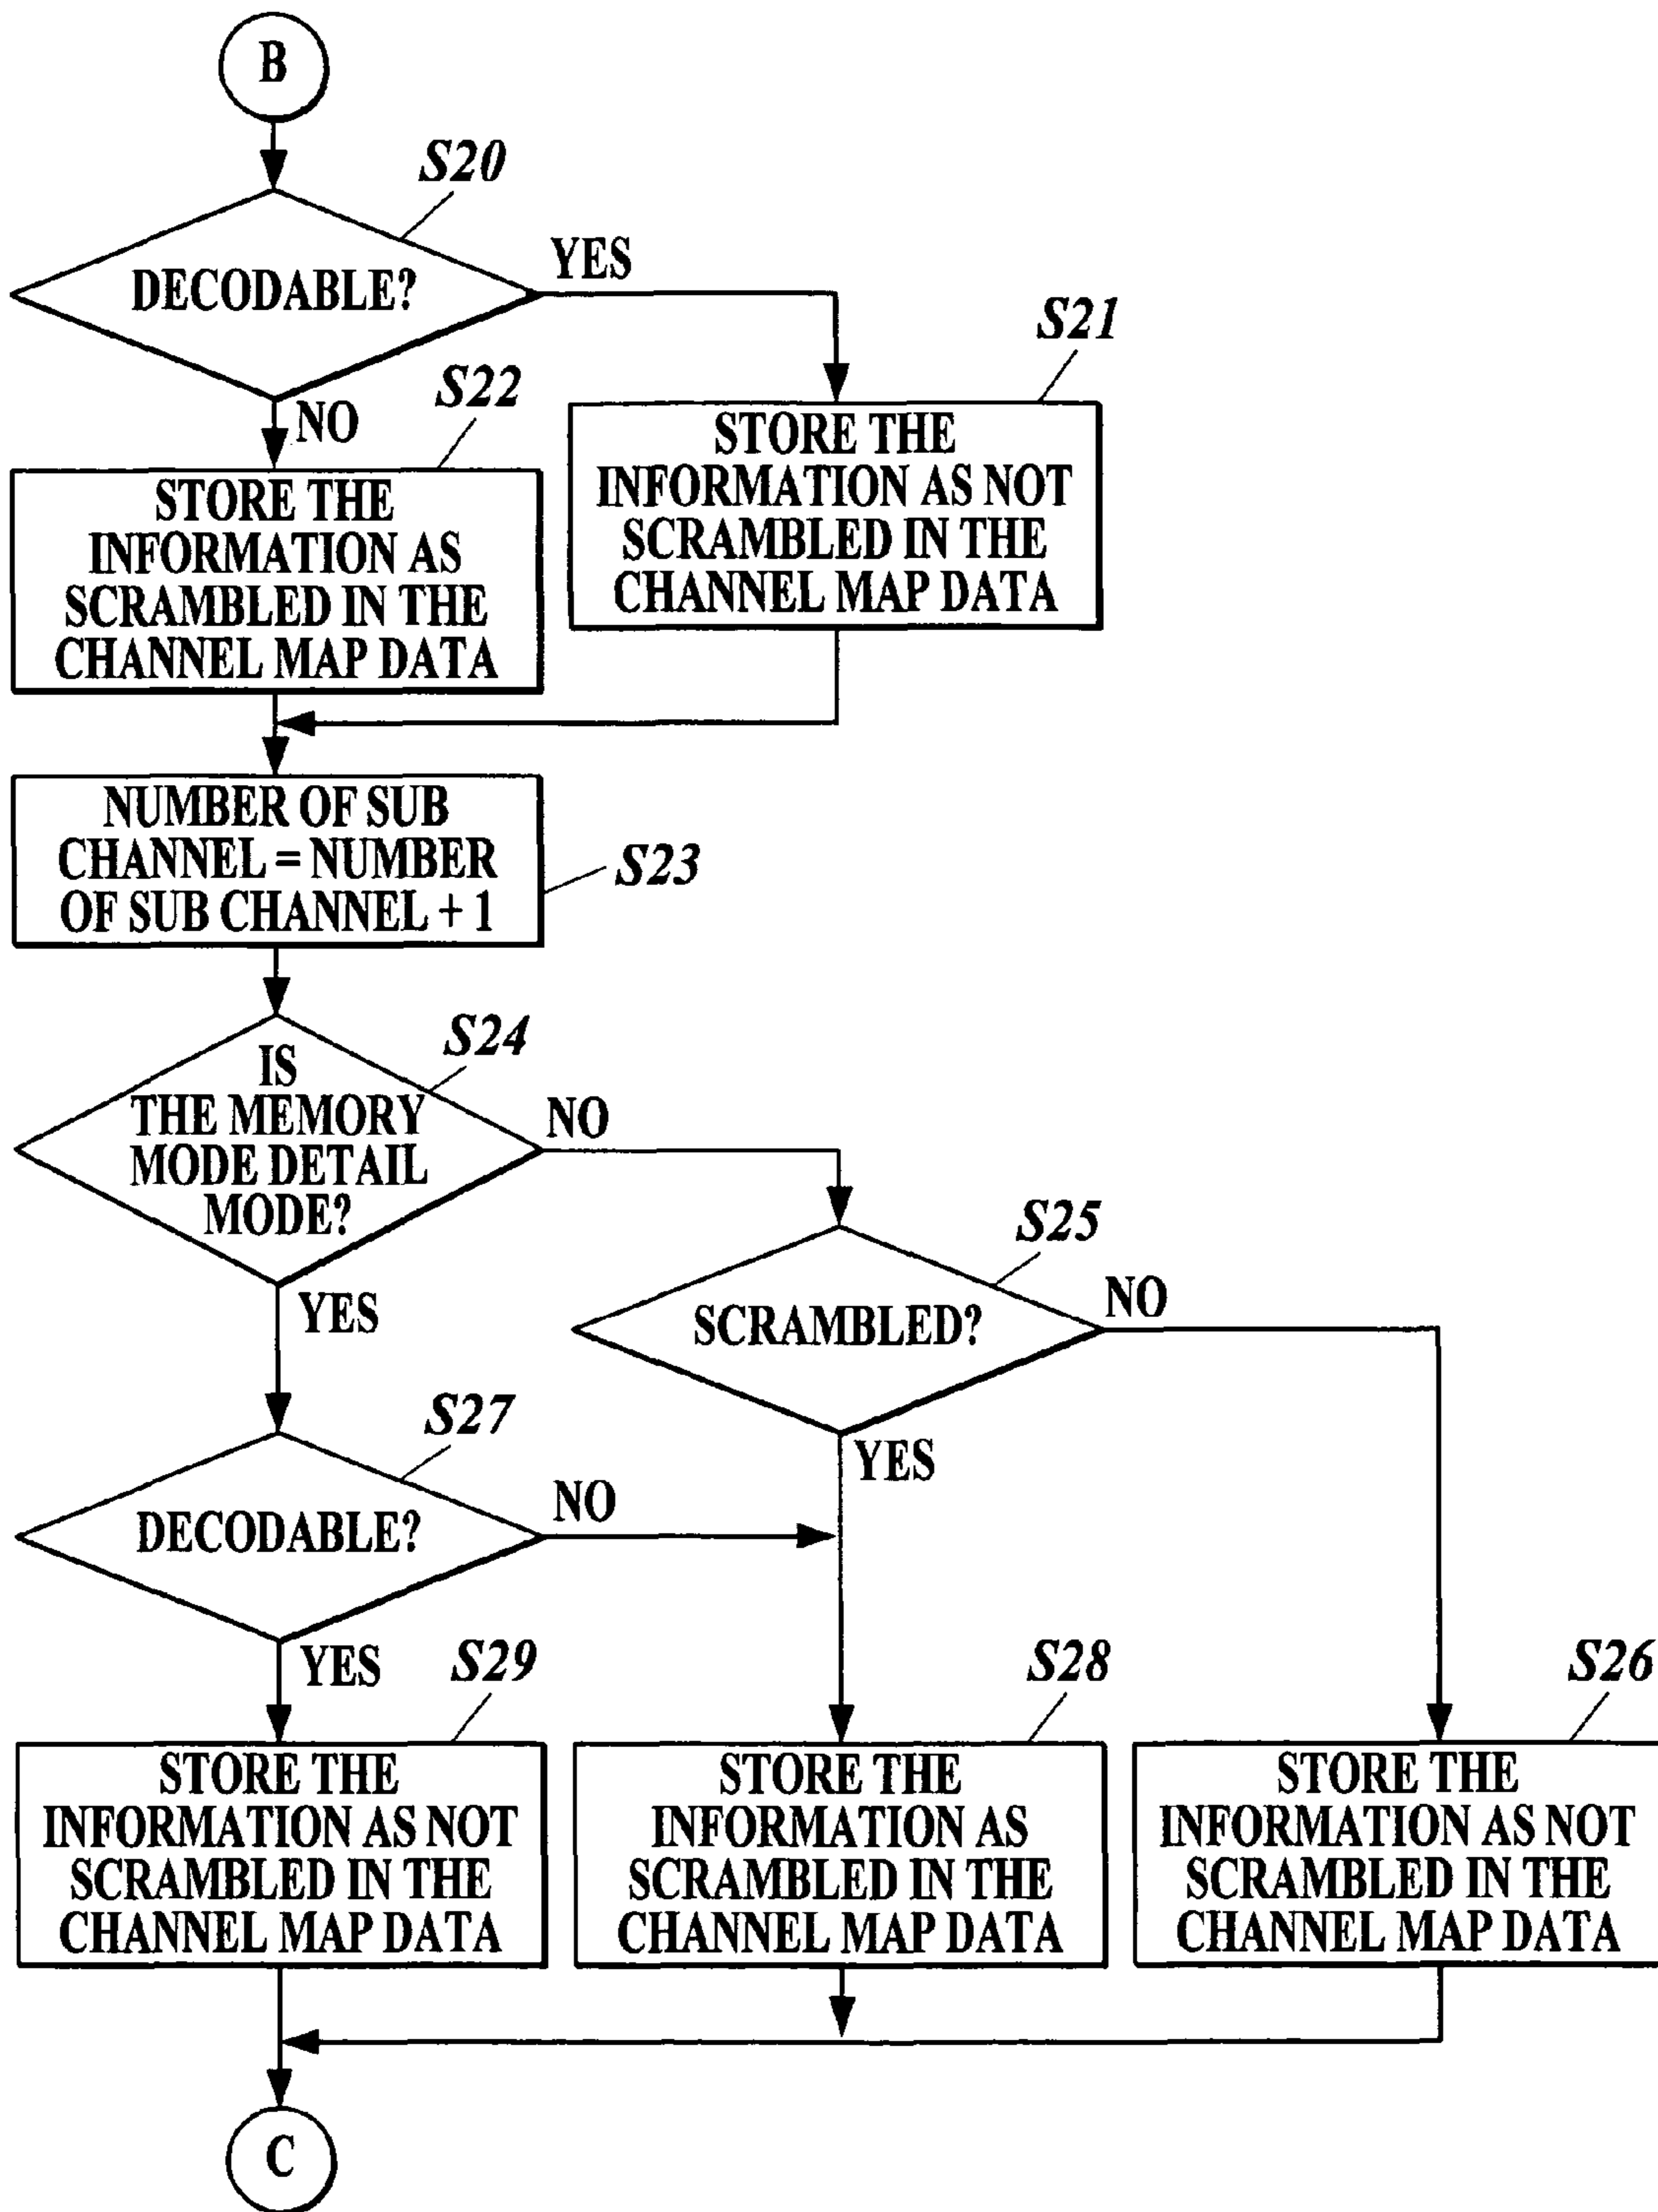 B
S20
DECODABLE?
YES
NO
S21
S22
STORE THE
INFORMATION AS NOT
SCRAMBLED IN THE
CHANNEL MAP DATA
STORE THE
INFORMATION AS
SCRAMBLED IN THE
CHANNEL MAP DATA
NUMBER OF SUB
CHANNEL = NUMBER
OF SUB CHANNEL + 1
S23
S24
IS
THE MEMORY
MODE DETAIL
MODE?
NO
YES
S25
SCRAMBLED?
NO
YES
S27
DECODABLE?
NO
YES
S29
STORE THE
INFORMATION AS NOT
SCRAMBLED IN THE
CHANNEL MAP DATA
S28
STORE THE
INFORMATION AS
SCRAMBLED IN THE
CHANNEL MAP DATA
S26
STORE THE
INFORMATION AS NOT
SCRAMBLED IN THE
CHANNEL MAP DATA
C